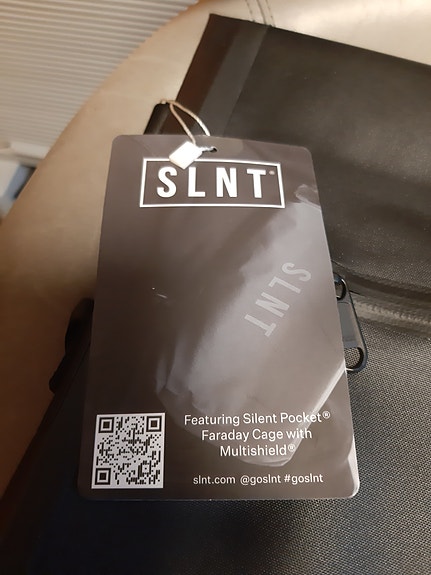 SLNT®
SLNT
Featuring Silent Pocket®
Faraday Cage with
Multishield®
slnt.com @goslnt #goslnt